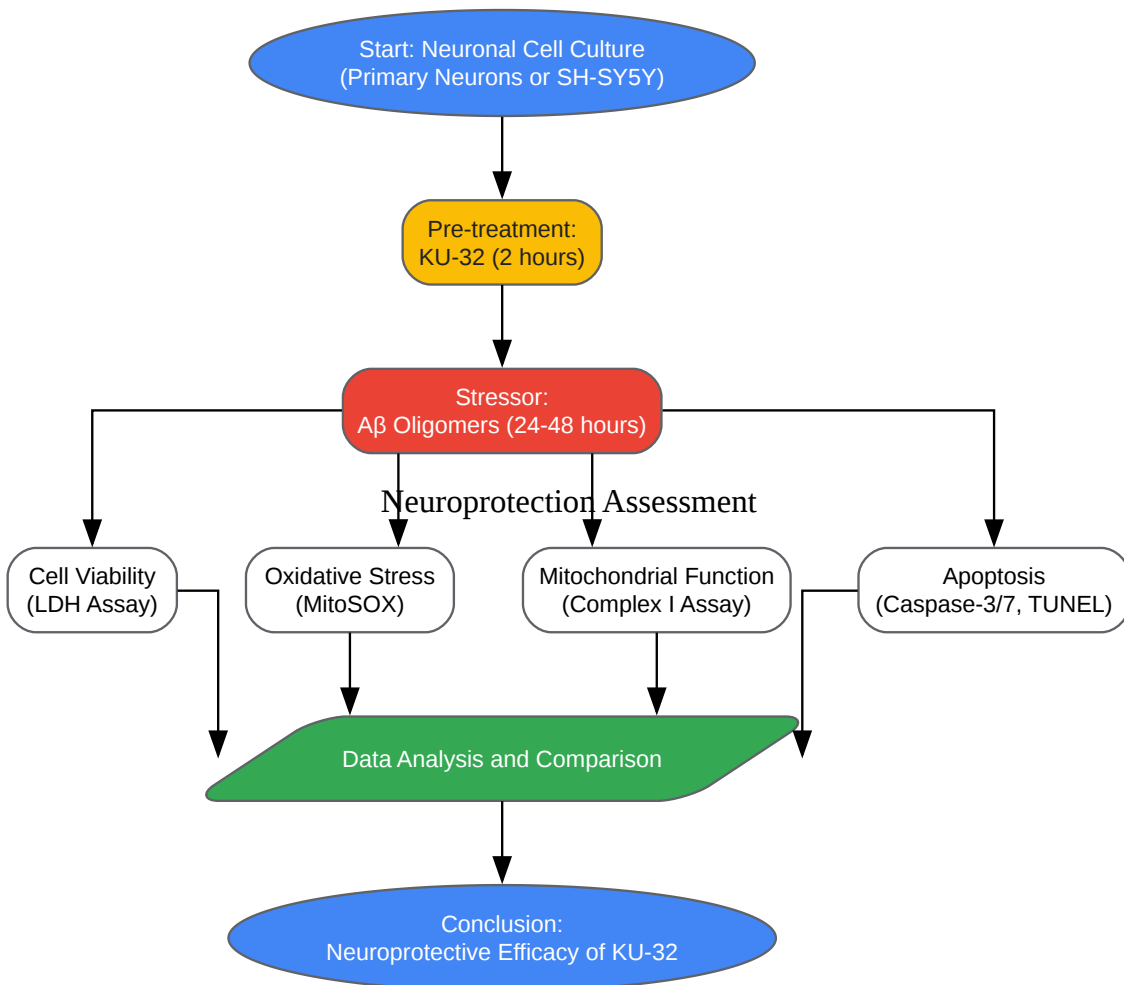 Start: Neuronal Cell Culture
(Primary Neurons or SH-SY5Y)
Pre-treatment:
KU-32 (2 hours)
Stressor:
Aβ Oligomers (24-48 hours)
Neuroprotection Assessment
Cell Viability
(LDH Assay)
Oxidative Stress
(MitoSOX)
Mitochondrial Function
(Complex I Assay)
Apoptosis
(Caspase-3/7, TUNEL)
Data Analysis and Comparison
Conclusion:
Neuroprotective Efficacy of KU-32